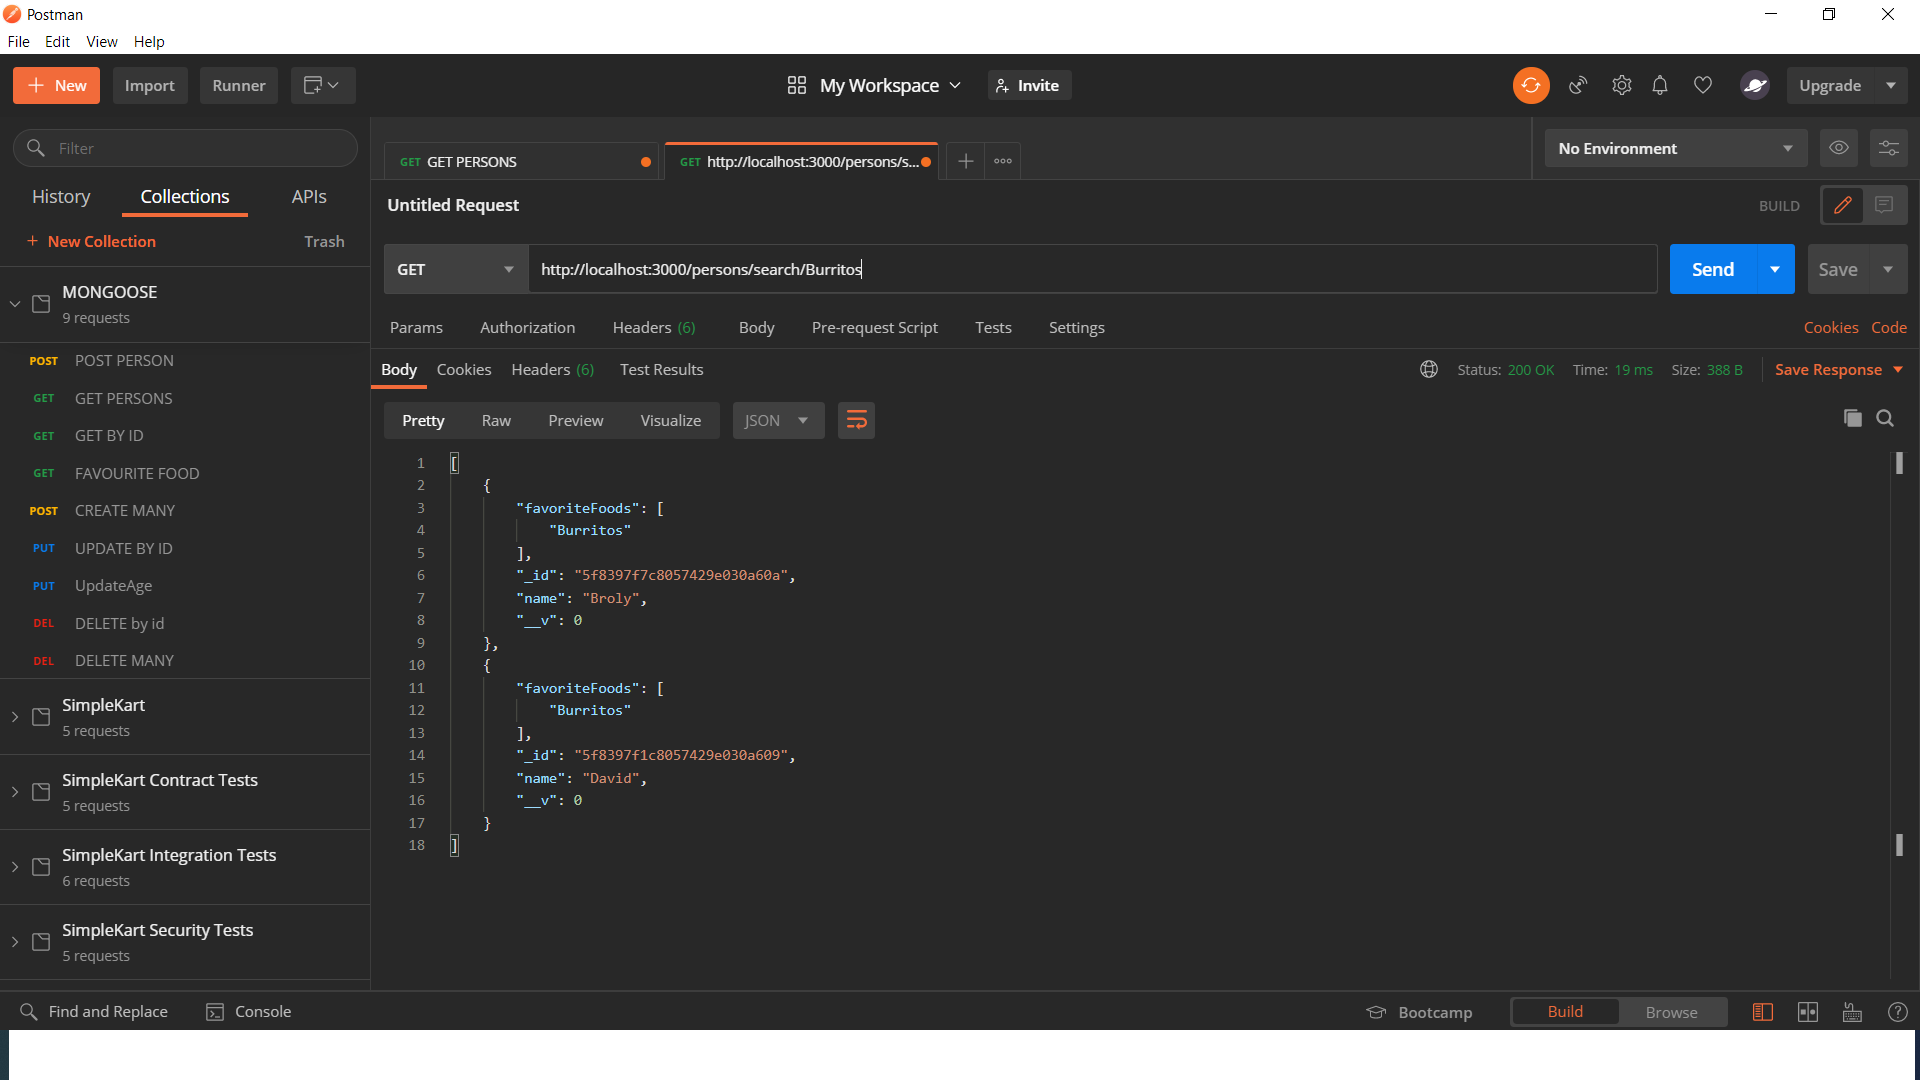 Postman
File Edit View Help
New Import Runner My Workspace Invite Upgrade
Filter
History Collections APIs
New Collection Trash
MONGOOSE
9 requests
POST POST PERSON
GET GET PERSONS
GET GET BY ID
GET FAVOURITE FOOD
POST CREATE MANY
PUT UPDATE BY ID
PUT UpdateAge
DEL DELETE by id
DEL DELETE MANY
SimpleKart
5 requests
SimpleKart Contract Tests
5 requests
SimpleKart Integration Tests
6 requests
SimpleKart Security Tests
5 requests
GET GET PERSONS GET http://localhost:3000/persons/s... No Environment
Untitled Request BUILD
GET http://localhost:3000/persons/search/Burritos Send Save
Params Authorization Headers (6) Body Pre-request Script Tests Settings Cookies Code
Body Cookies Headers (6) Test Results Status: 200 OK Time: 19 ms Size: 388 B Save Response
Pretty Raw Preview Visualize JSON
1 [
2 {
3 "favoriteFoods": [
4 "Burritos"
5 ],
6 "_id": "5f8397f7c8057429e030a60a",
7 "name": "Broly",
8 "__v": 0
9 },
10 {
11 "favoriteFoods": [
12 "Burritos"
13 ],
14 "_id": "5f8397f1c8057429e030a609",
15 "name": "David",
16 "__v": 0
17 }
18 ]
Find and Replace Console Bootcamp Build Browse